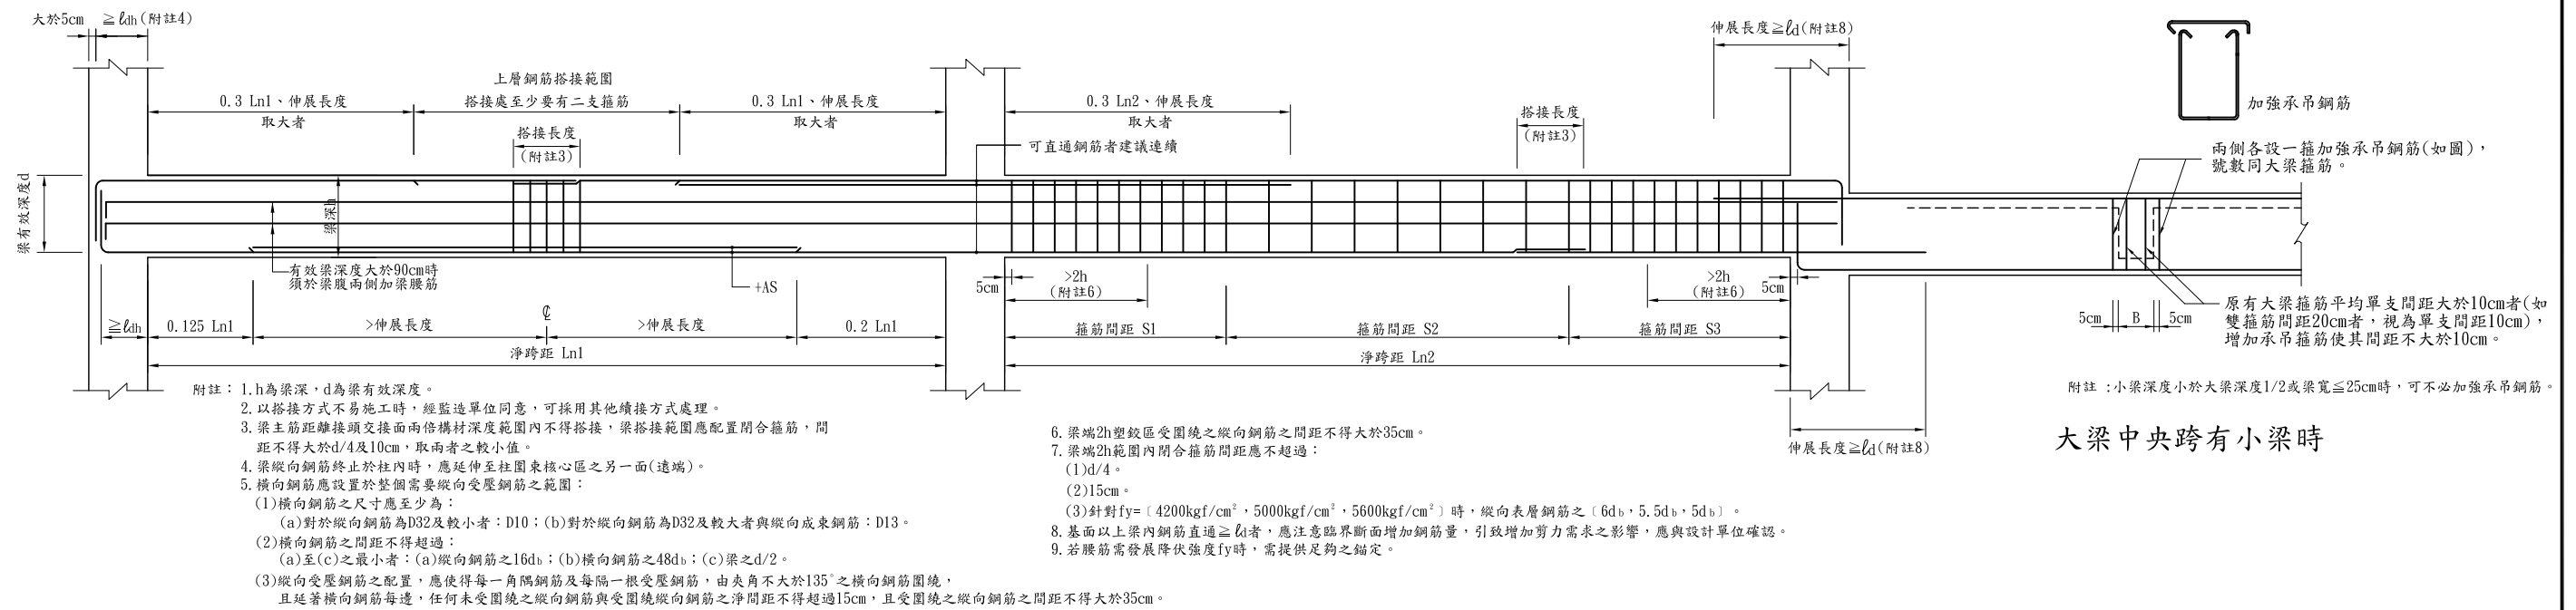 大於5cm
≧ℓdh(附註4)
伸展長度≧ℓd(附註8)
上層鋼筋搭接範圍
搭接處至少要有二支箍筋
0.3 Ln1、伸展長度
取大者
0.3 Ln1、伸展長度
取大者
0.3 Ln2、伸展長度
取大者
搭接長度
(附註3)
搭接長度
(附註3)
可直通鋼筋者建議連續
加強承吊鋼筋
兩側各設一箍加強承吊鋼筋(如圖)，
號數同大梁箍筋。
梁有效深度d
梁深h
有效梁深度大於90cm時
須於梁腹兩側加梁腰筋
+AS
5cm
>2h
(附註6)
>2h
(附註6)
5cm
≧ℓdh
0.125 Ln1
>伸展長度
℄
>伸展長度
0.2 Ln1
箍筋間距 S1
箍筋間距 S2
箍筋間距 S3
淨跨距 Ln1
淨跨距 Ln2
5cm
B
5cm
原有大梁箍筋平均單支間距大於10cm者(如
雙箍筋間距20cm者，視為單支間距10cm)，
增加承吊箍筋使其間距不大於10cm。
附註 :小梁深度小於大梁深度1/2或梁寬≦25cm時，可不必加強承吊鋼筋。
大梁中央跨有小梁時
伸展長度≧ℓd(附註8)
附註：1.h為梁深，d為梁有效深度。
2.以搭接方式不易施工時，經監造單位同意，可採用其他續接方式處理。
3.梁主筋距離接頭交接面兩倍構材深度範圍內不得搭接，梁搭接範圍應配置閉合箍筋，間
距不得大於d/4及10cm，取兩者之較小值。
4.梁縱向鋼筋終止於柱內時，應延伸至柱圍束核心區之另一面(遠端)。
5.橫向鋼筋應設置於整個需要縱向受壓鋼筋之範圍：
(1)橫向鋼筋之尺寸應至少為：
(a)對於縱向鋼筋為D32及較小者：D10；(b)對於縱向鋼筋為D32及較大者與縱向成束鋼筋：D13。
(2)橫向鋼筋之間距不得超過：
(a)至(c)之最小者：(a)縱向鋼筋之16db；(b)橫向鋼筋之48db；(c)梁之d/2。
(3)縱向受壓鋼筋之配置，應使得每一角隅鋼筋及每隔一根受壓鋼筋，由夾角不大於135°之橫向鋼筋圍繞，
且延著橫向鋼筋每邊，任何未受圍繞之縱向鋼筋與受圍繞縱向鋼筋之淨間距不得超過15cm，且受圍繞之縱向鋼筋之間距不得大於35cm。
6.梁端2h塑鉸區受圍繞之縱向鋼筋之間距不得大於35cm。
7.梁端2h範圍內閉合箍筋間距應不超過：
(1)d/4。
(2)15cm。
(3)針對fy=﹝4200kgf/cm²，5000kgf/cm²，5600kgf/cm²﹞時，縱向表層鋼筋之﹝6db，5.5db，5db﹞。
8.基面以上梁內鋼筋直通≧ℓd者，應注意臨界斷面增加鋼筋量，引致增加剪力需求之影響，應與設計單位確認。
9.若腰筋需發展降伏強度fy時，需提供足夠之錨定。